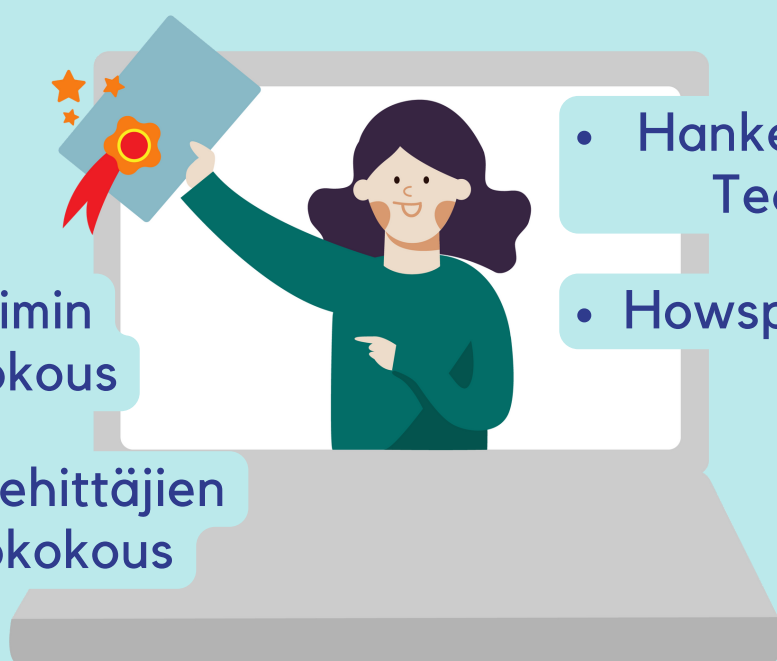 • Hanke
Tea
• Howsp
imin
okous
ehittäjien
okokous